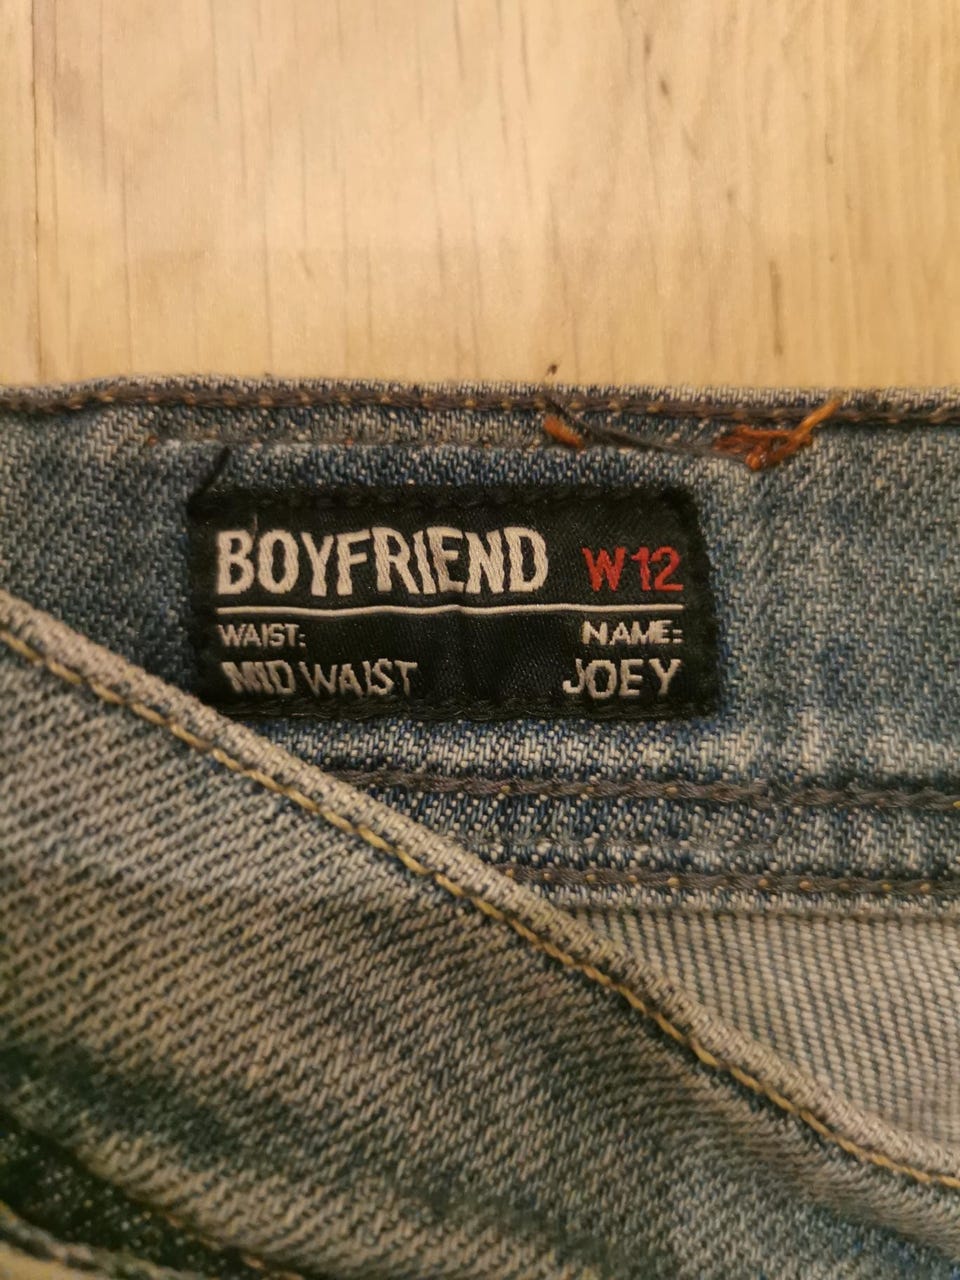 BOYFRIEND W12
WAIST: NAME:
MID WAIST JOEY